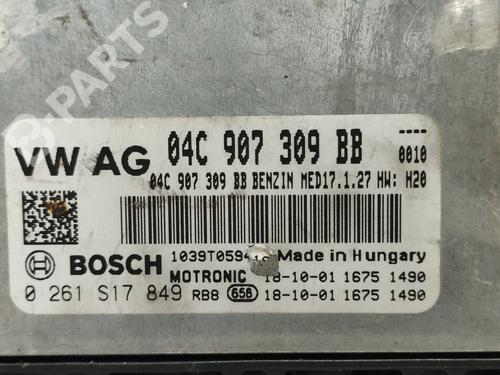 B-PARTS
VW AG 04C 907 309 BB ----
0010
04C 907 309 BB BENZIN MED17.1.27 HW: H20
BOSCH Made in Hungary
MOTRONIC 18-10-01 1675 1490
0 261 S17 849 RB8 656 18-10-01 1675 1490